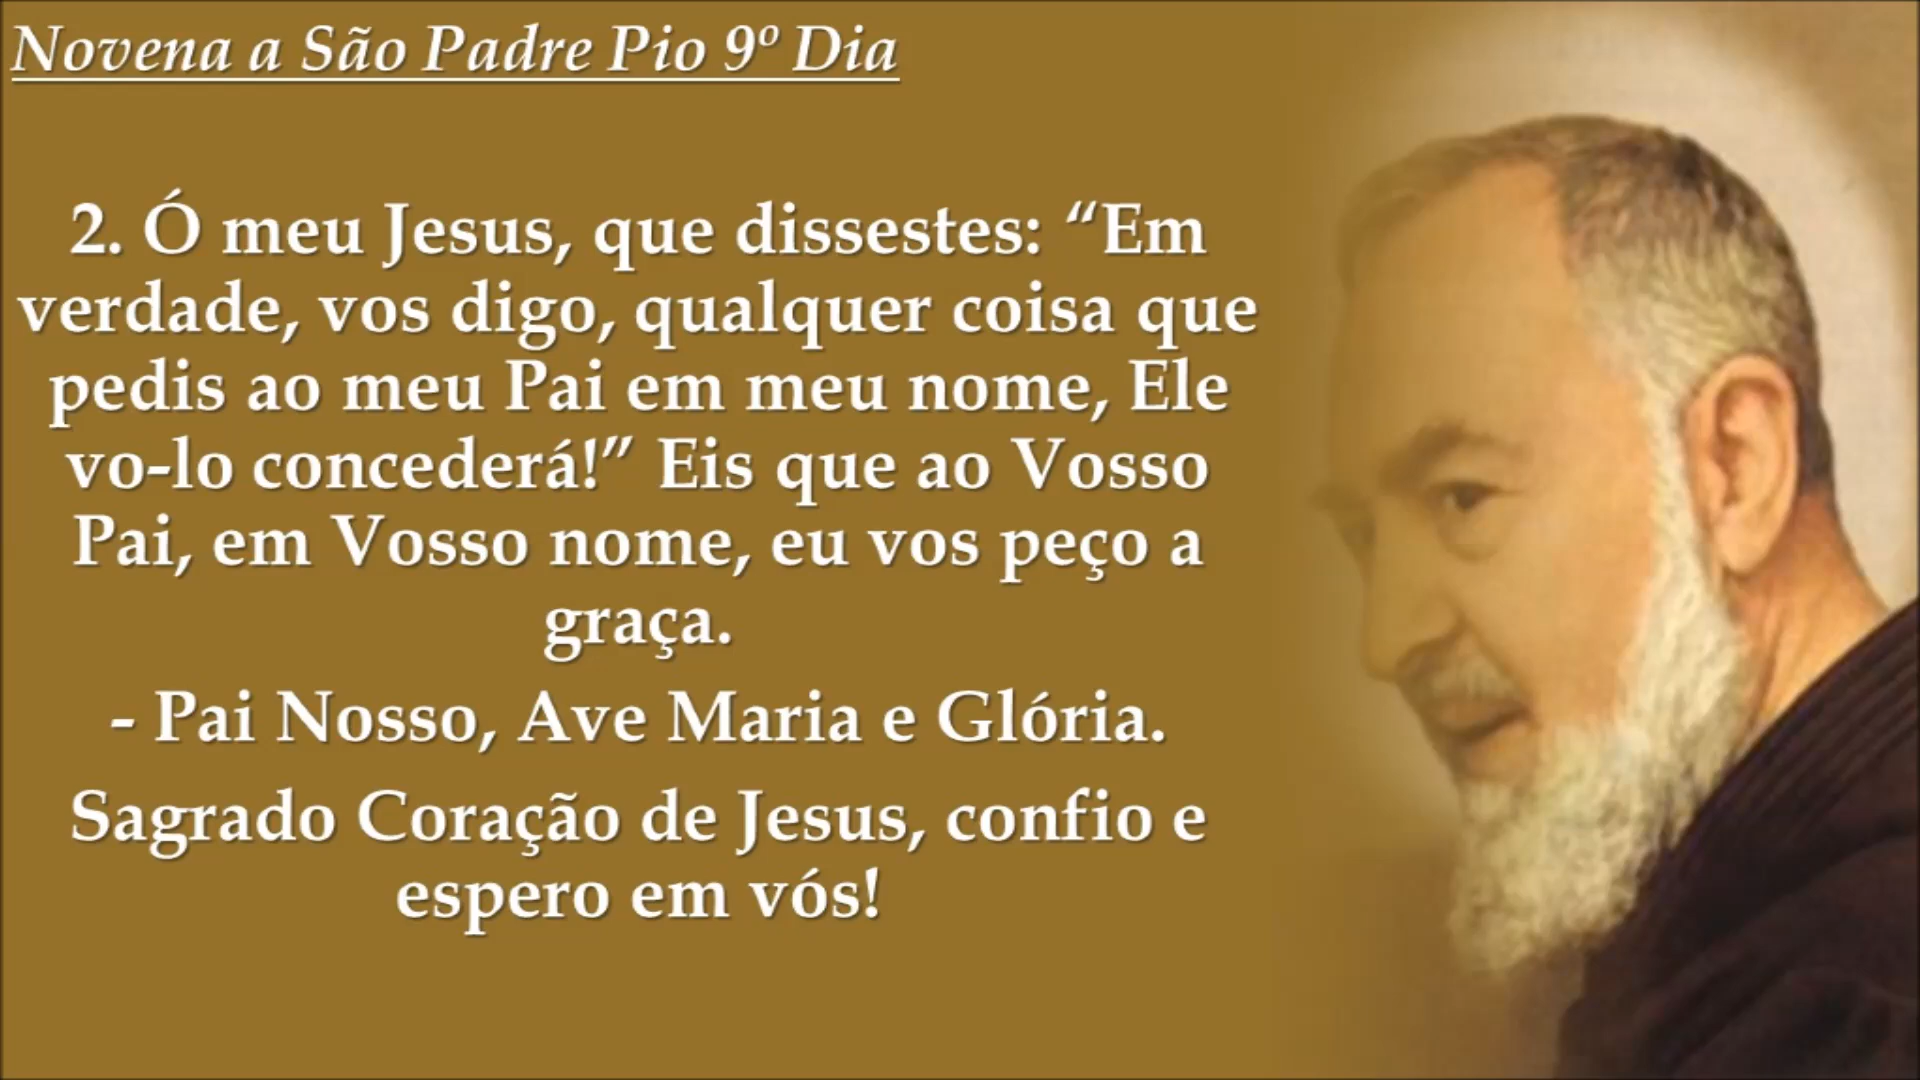 Novena a São Padre Pio 9º Dia
2. Ó meu Jesus, que dissestes: “Em
verdade, vos digo, qualquer coisa que
pedis ao meu Pai em meu nome, Ele
vo-lo concederá!” Eis que ao Vosso
Pai, em Vosso nome, eu vos peço a
graça.
- Pai Nosso, Ave Maria e Glória.
Sagrado Coração de Jesus, confio e
espero em vós!